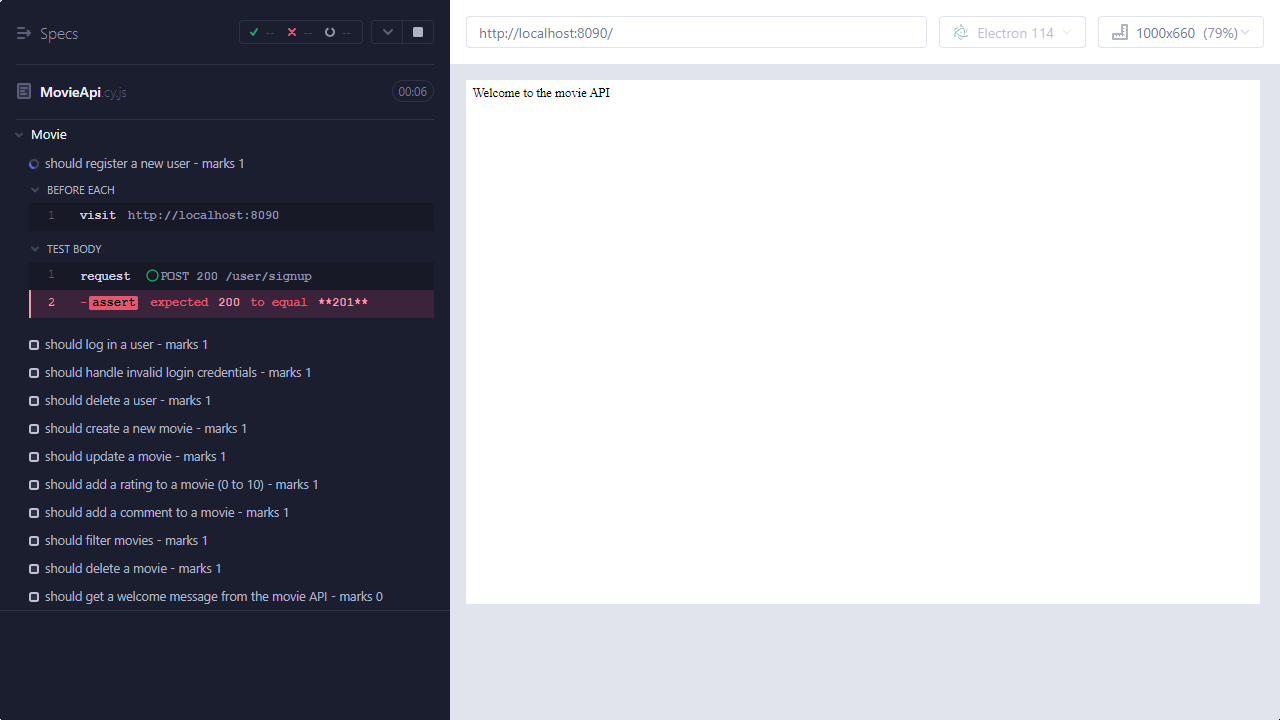 Specs
-- -- --
MovieApi.cy.js 00:06
Movie
should register a new user - marks 1
BEFORE EACH
1 visit http://localhost:8090
TEST BODY
1 request POST 200 /user/signup
2 -assert expected 200 to equal **201**
should log in a user - marks 1
should handle invalid login credentials - marks 1
should delete a user - marks 1
should create a new movie - marks 1
should update a movie - marks 1
should add a rating to a movie (0 to 10) - marks 1
should add a comment to a movie - marks 1
should filter movies - marks 1
should delete a movie - marks 1
should get a welcome message from the movie API - marks 0
http://localhost:8090/
Electron 114
1000x660 (79%)
Welcome to the movie API